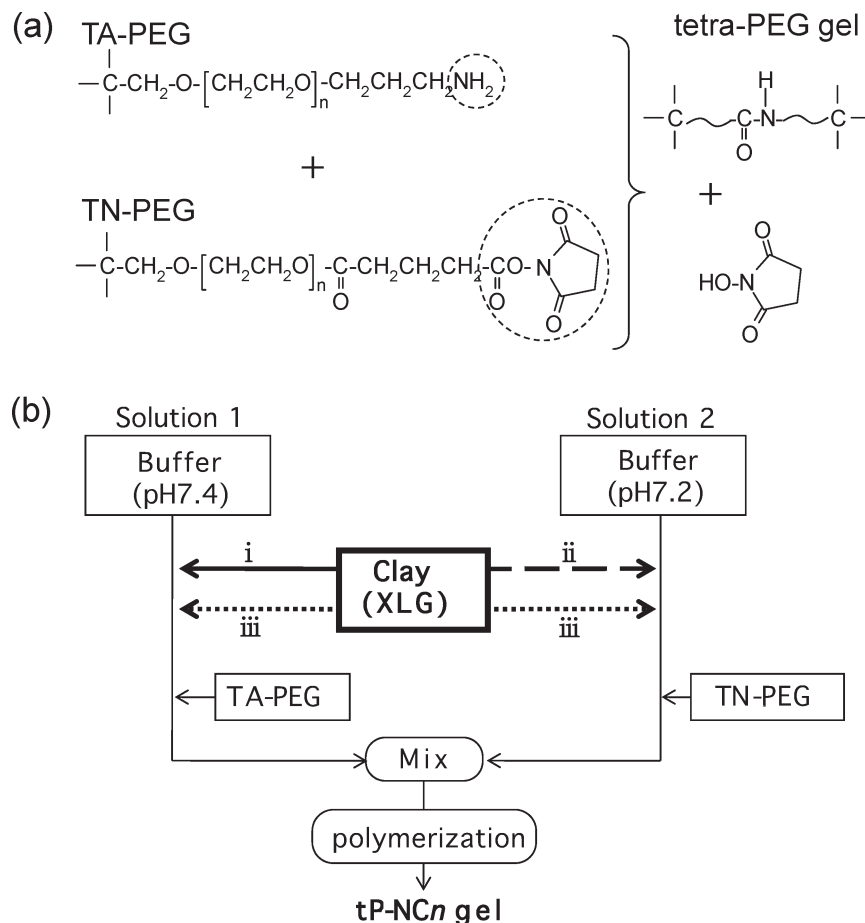 (a) TA-PEG tetra-PEG gel
–C-CH2-O-[CH2CH2O]n-CH2CH2CH2NH2
H
–C C-N C–
O
+
+
TN-PEG
–C-CH2-O-[CH2CH2O]n-C-CH2CH2CH2-CO-N
O O O O
HO-N O O
(b)
Solution 1 Solution 2
Buffer (pH7.4)
Buffer (pH7.2)
i ii
Clay (XLG)
iii iii
TA-PEG TN-PEG
Mix
polymerization
tP-NCn gel